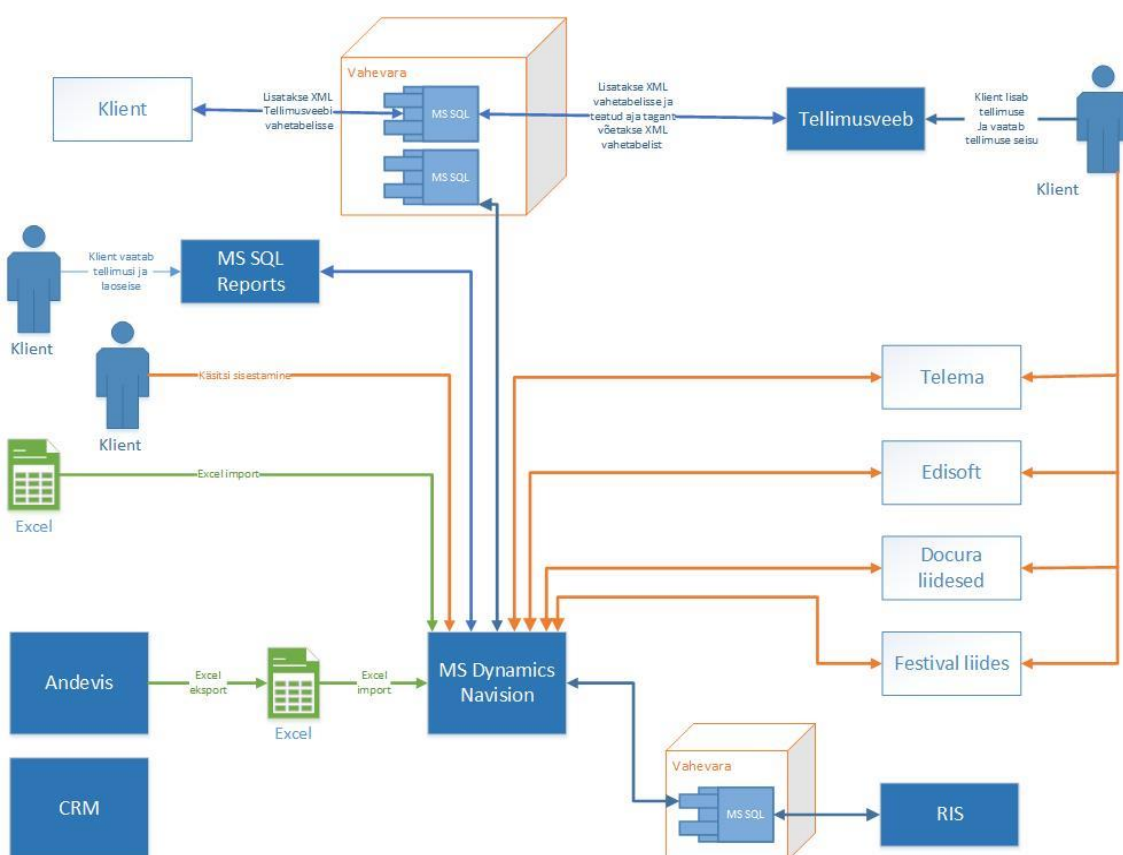 Vahevara
Klient
Lisatakse XML
Tellimusveebi
vahetabelisse
MS SQL
Lisatakse XML
vahetabelisse ja
teatud aja tagant
võetakse XML
vahetabelist
Tellimusveeb
Klient lisab
tellimuse
Ja vaatab
tellimuse seisu
Klient
MS SQL
Klient vaatab
tellimusi ja
laoseise
MS SQL
Reports
Klient
Käsitsi sisestamine
Klient
Telema
Excel import
Excel
Edisoft
Docura
liidesed
Festival liides
Andevis
Excel
eksport
Excel
Excel
import
MS Dynamics
Navision
CRM
Vahevara
MS SQL
RIS